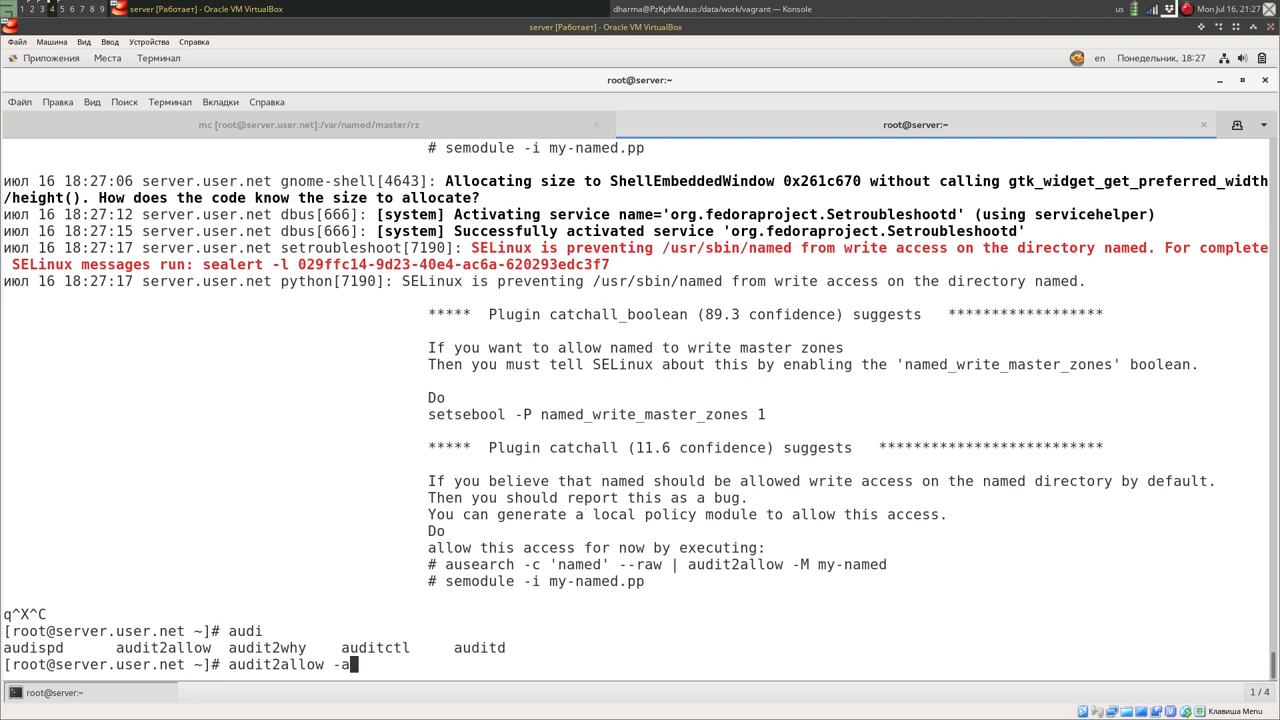 1 2 3 4 5 6 7 8 9 server [Работает] - Oracle VM VirtualBox dharma@PzKpfwMaus:/data/work/vagrant — Konsole us Mon Jul 16, 21:27
server [Работает] - Oracle VM VirtualBox
Файл Машина Вид Ввод Устройства Справка
Приложения Места Терминал en Понедельник, 18:27
root@server:~
Файл Правка Вид Поиск Терминал Вкладки Справка
mc [root@server.user.net]:/var/named/master/rz × root@server:~ ×
# semodule -i my-named.pp
июл 16 18:27:06 server.user.net gnome-shell[4643]: Allocating size to ShellEmbeddedWindow 0x261c670 without calling gtk_widget_get_preferred_width
/height(). How does the code know the size to allocate?
июл 16 18:27:12 server.user.net dbus[666]: [system] Activating service name='org.fedoraproject.Setroubleshootd' (using servicehelper)
июл 16 18:27:15 server.user.net dbus[666]: [system] Successfully activated service 'org.fedoraproject.Setroubleshootd'
июл 16 18:27:17 server.user.net setroubleshoot[7190]: SELinux is preventing /usr/sbin/named from write access on the directory named. For complete
SELinux messages run: sealert -l 029ffc14-9d23-40e4-ac6a-620293edc3f7
июл 16 18:27:17 server.user.net python[7190]: SELinux is preventing /usr/sbin/named from write access on the directory named.
***** Plugin catchall_boolean (89.3 confidence) suggests ******************
If you want to allow named to write master zones
Then you must tell SELinux about this by enabling the 'named_write_master_zones' boolean.
Do
setsebool -P named_write_master_zones 1
***** Plugin catchall (11.6 confidence) suggests **************************
If you believe that named should be allowed write access on the named directory by default.
Then you should report this as a bug.
You can generate a local policy module to allow this access.
Do
allow this access for now by executing:
# ausearch -c 'named' --raw | audit2allow -M my-named
# semodule -i my-named.pp
q^X^C
[root@server.user.net ~]# audi
audispd audit2allow audit2why auditctl auditd
[root@server.user.net ~]# audit2allow -a
root@server:~ 1 / 4
Клавиша Menu